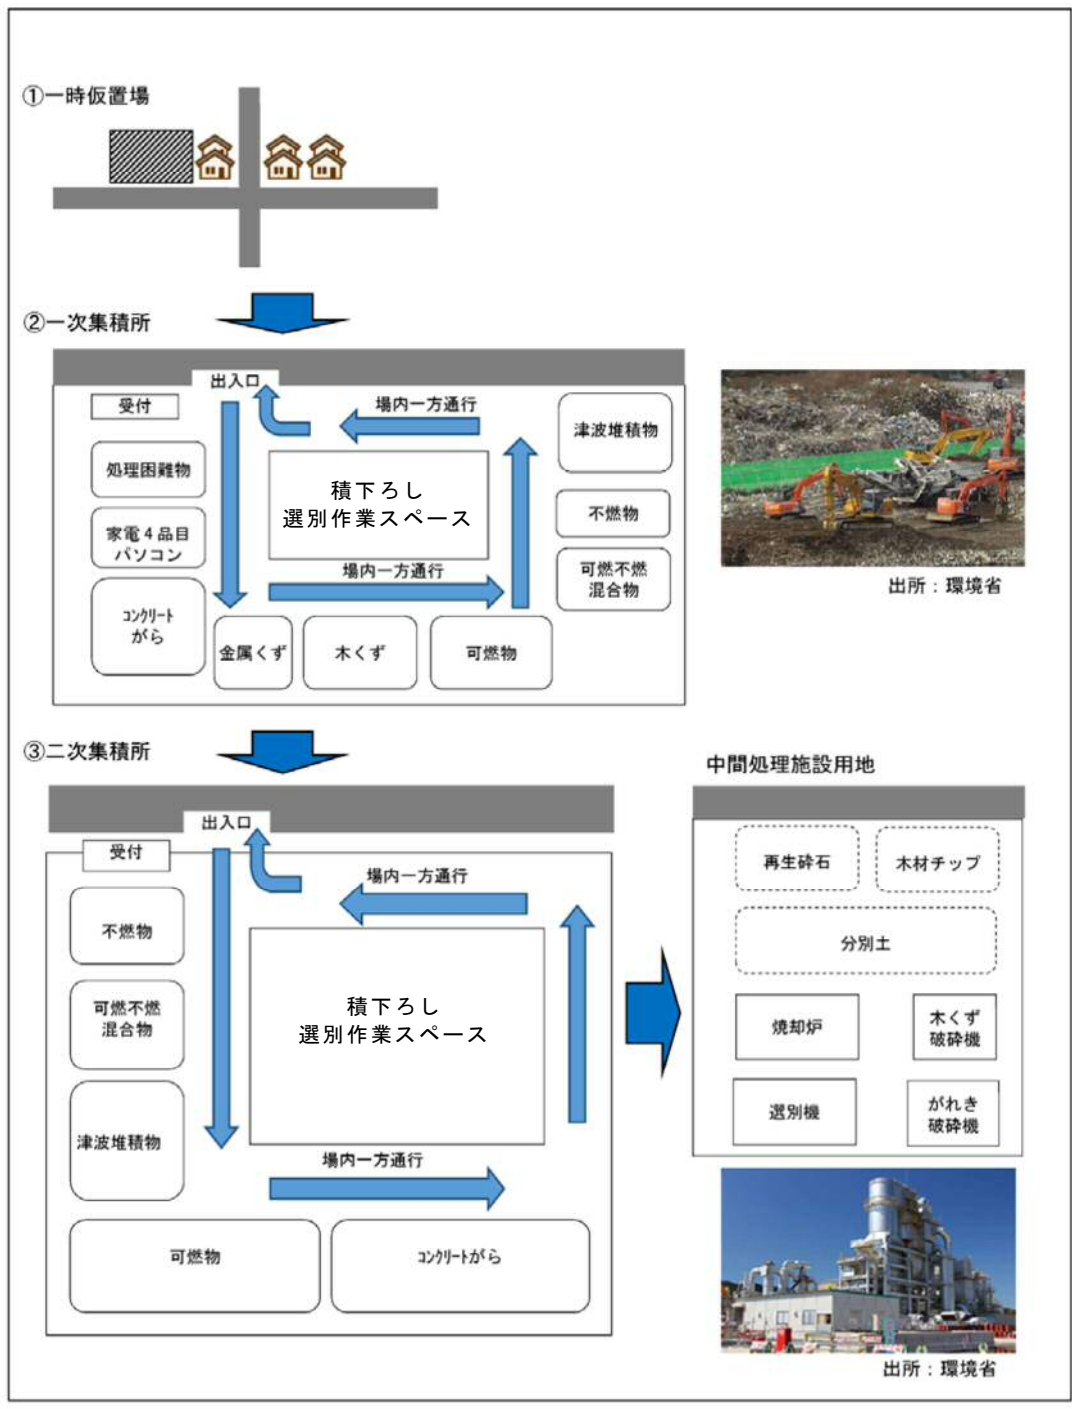 ①一時仮置場
②一次集積所
出入口
受付
場内一方通行
津波堆積物
処理困難物
積下ろし
選別作業スペース
不燃物
家電4品目
パソコン
場内一方通行
可燃不燃
混合物
コンクリート
がら
金属くず
木くず
可燃物
出所：環境省
③二次集積所
出入口
受付
場内一方通行
不燃物
可燃不燃
混合物
積下ろし
選別作業スペース
津波堆積物
場内一方通行
可燃物
コンクリートがら
中間処理施設用地
再生砕石
木材チップ
分別土
焼却炉
木くず
破砕機
選別機
がれき
破砕機
出所：環境省